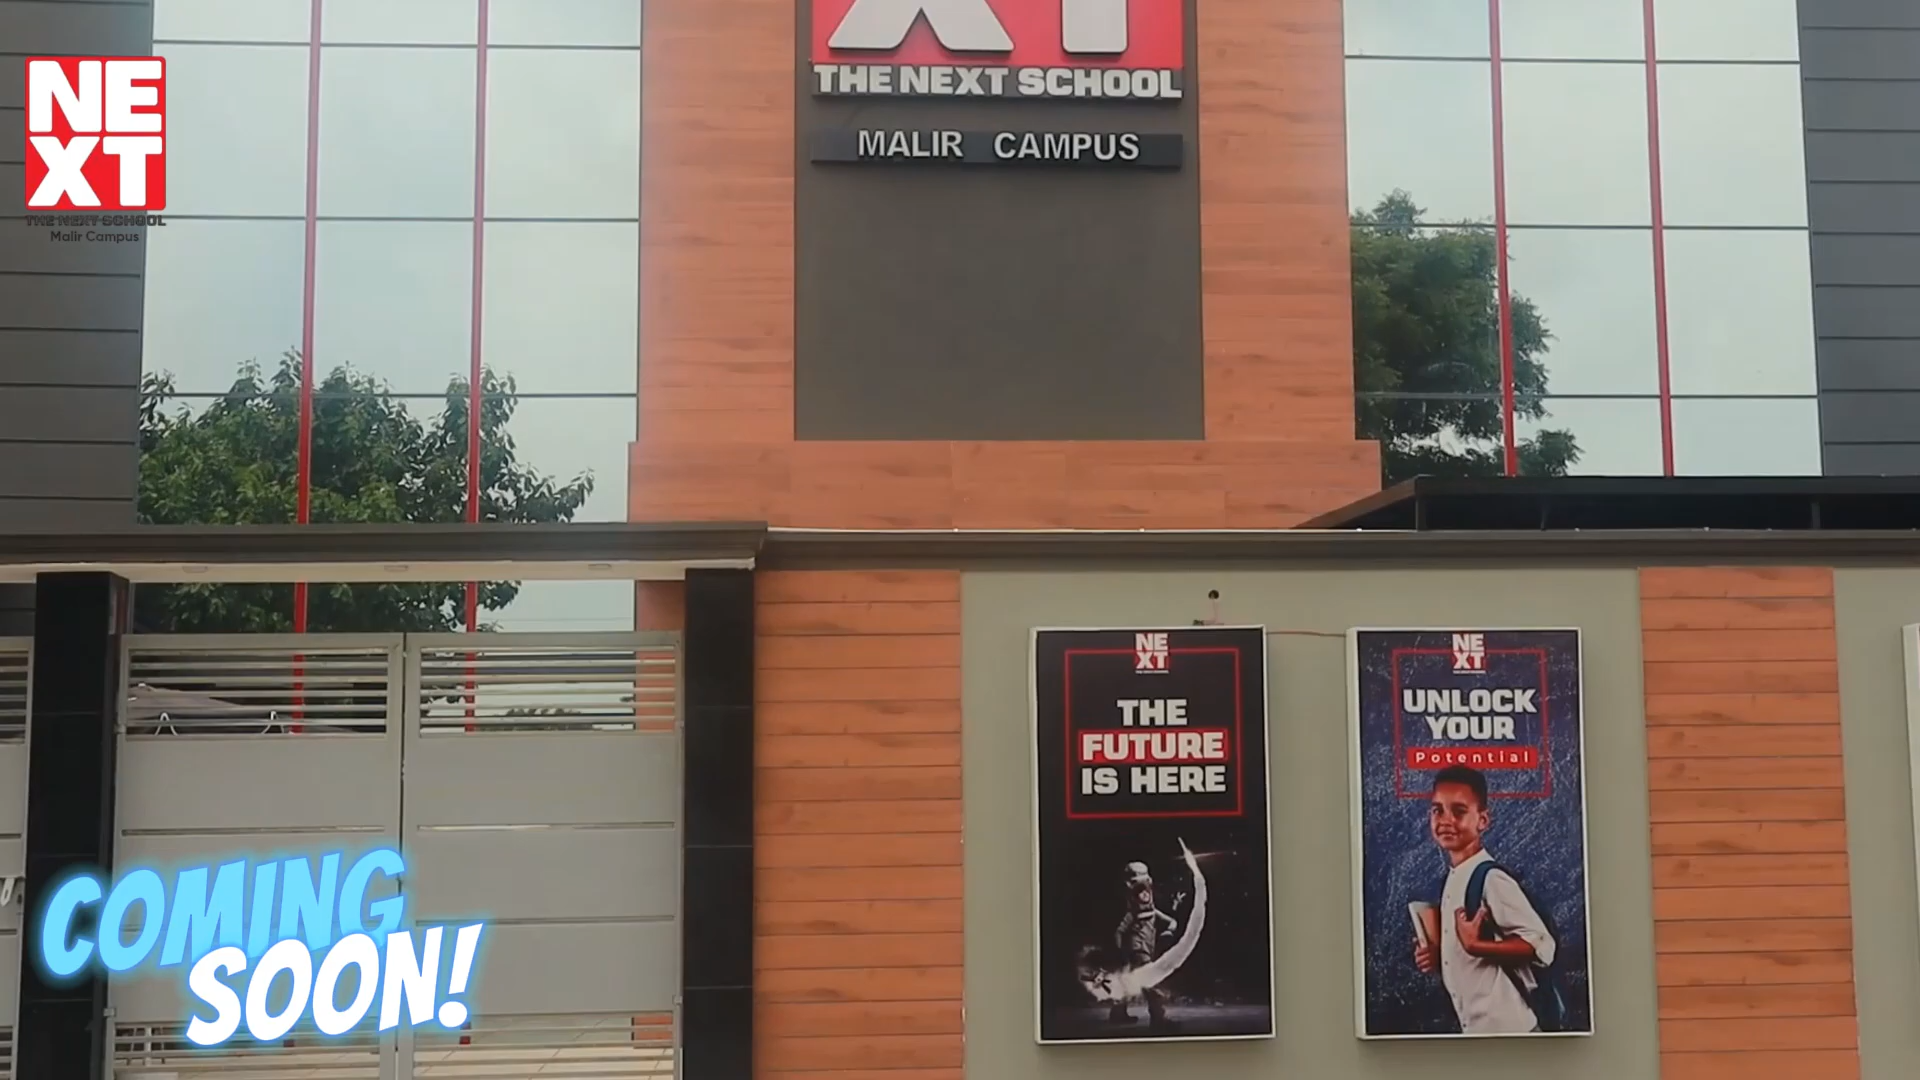 NE
XT
THE NEXT SCHOOL
Malir Campus
XT
THE NEXT SCHOOL
MALIR CAMPUS
NE
XT
THE
FUTURE
IS HERE
NE
XT
UNLOCK
YOUR
Potential
COMING
SOON!